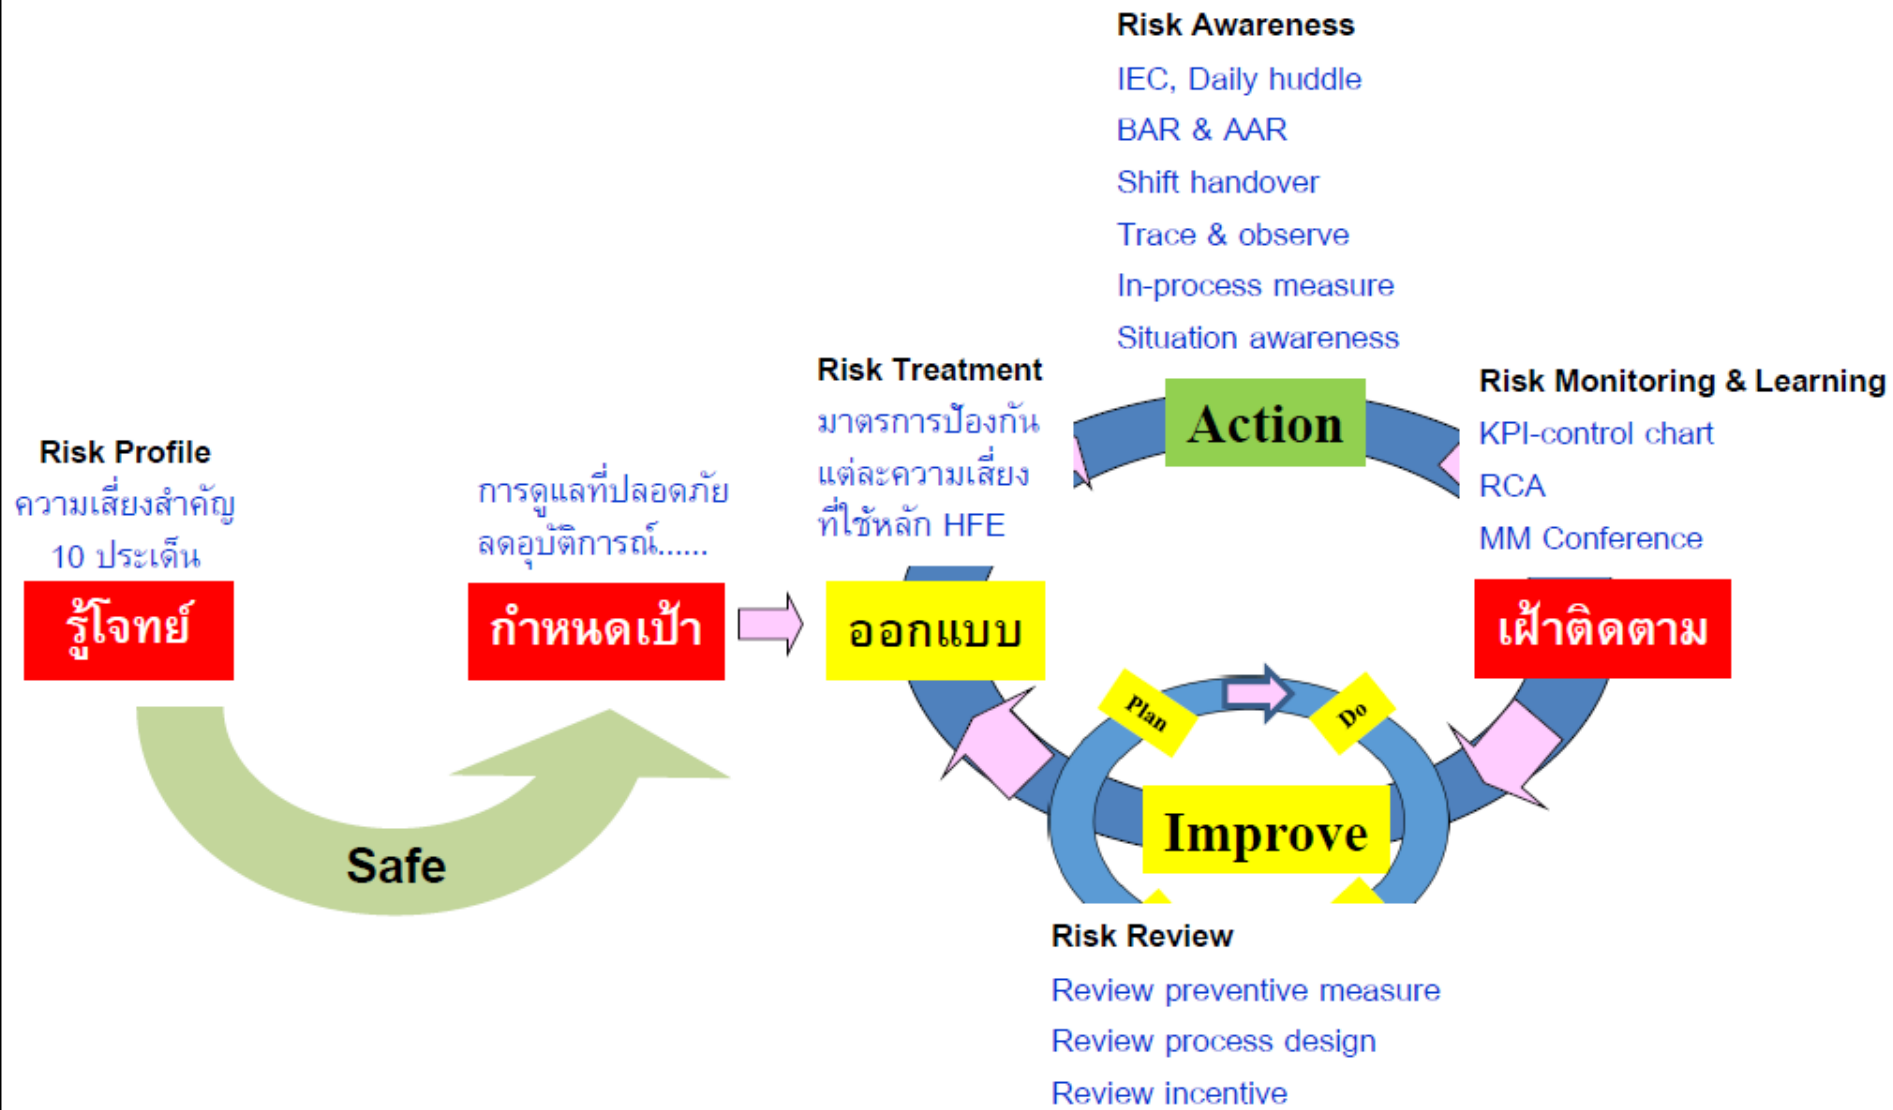 Risk Awareness
IEC, Daily huddle
BAR & AAR
Shift handover
Trace & observe
In-process measure
Situation awareness
Risk Profile
ความเสี่ยงสำคัญ
10 ประเด็น
รู้โจทย์
การดูแลที่ปลอดภัย
ลดอุบัติการณ์......
กำหนดเป้า
Risk Treatment
มาตรการป้องกัน
แต่ละความเสี่ยง
ที่ใช้หลัก HFE
ออกแบบ
Action
Risk Monitoring & Learning
KPI-control chart
RCA
MM Conference
เฝ้าติดตาม
Plan
Do
Improve
Safe
Risk Review
Review preventive measure
Review process design
Review incentive